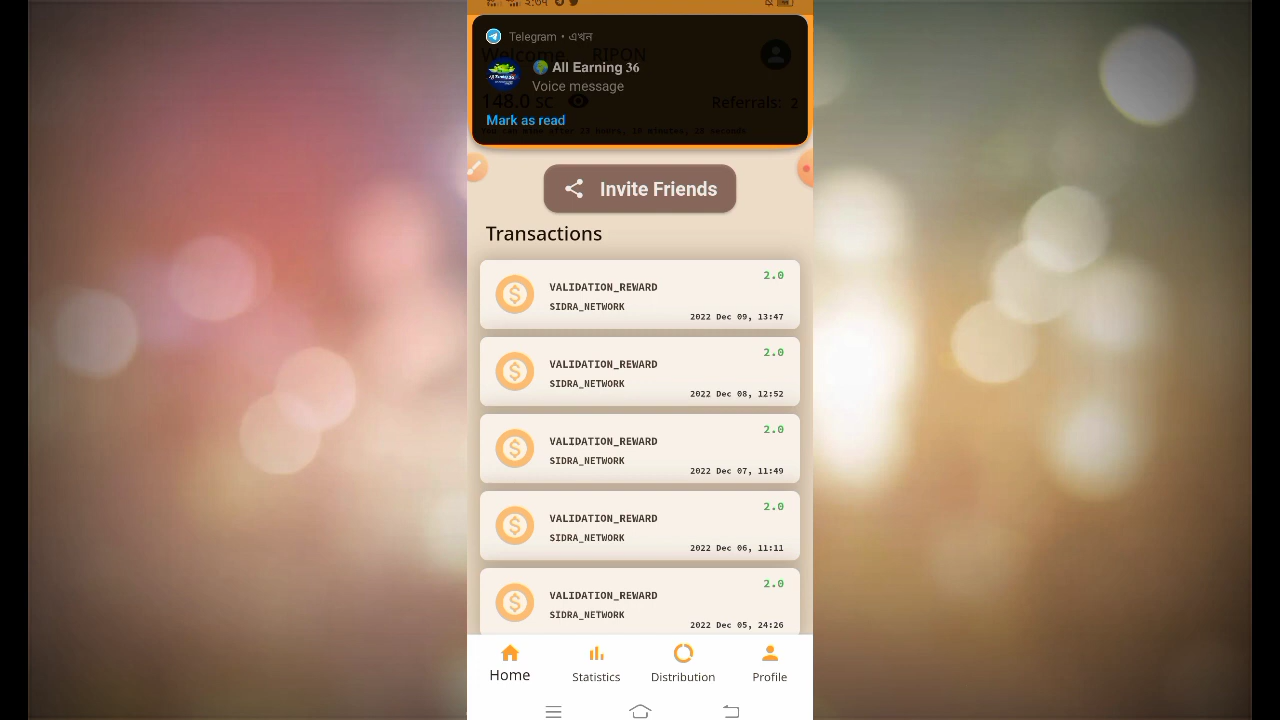 ২:৩৭
Telegram • এখন
Welcome RIPON
🌍 All Earning 36
Voice message
148.0 sc
Referrals: 2
Mark as read
Invite Friends
Transactions
2.0
VALIDATION_REWARD
SIDRA_NETWORK
2022 Dec 09, 13:47
2.0
VALIDATION_REWARD
SIDRA_NETWORK
2022 Dec 08, 12:52
2.0
VALIDATION_REWARD
SIDRA_NETWORK
2022 Dec 07, 11:49
2.0
VALIDATION_REWARD
SIDRA_NETWORK
2022 Dec 06, 11:11
2.0
VALIDATION_REWARD
SIDRA_NETWORK
2022 Dec 05, 24:26
Home Statistics Distribution Profile